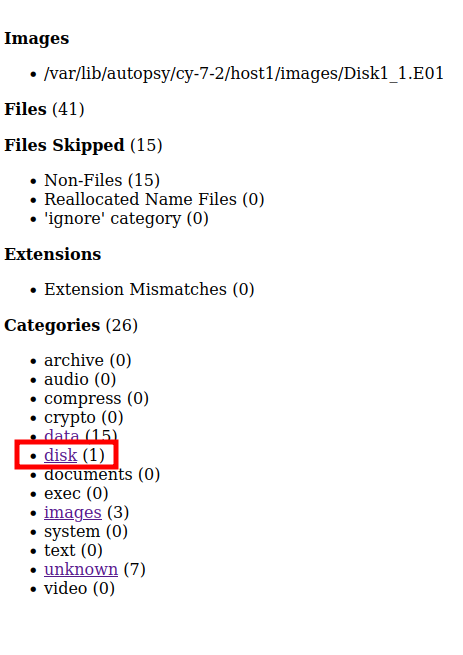 Images
• /var/lib/autopsy/cy-7-2/host1/images/Disk1_1.E01
Files (41)
Files Skipped (15)
• Non-Files (15)
• Reallocated Name Files (0)
• 'ignore' category (0)
Extensions
• Extension Mismatches (0)
Categories (26)
• archive (0)
• audio (0)
• compress (0)
• crypto (0)
• data (15)
• disk (1)
• documents (0)
• exec (0)
• images (3)
• system (0)
• text (0)
• unknown (7)
• video (0)